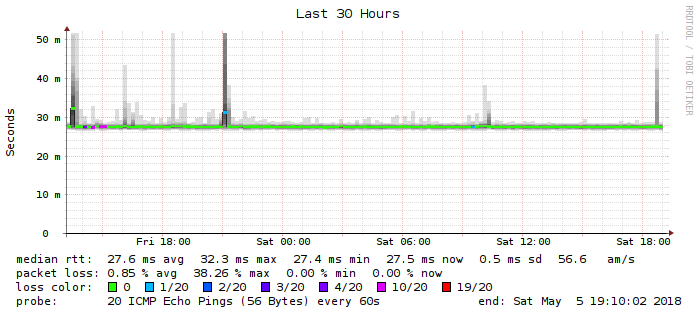 Last 30 Hours
RRDTOOL / TOBI OETIKER
Seconds
50 m
40 m
30 m
20 m
10 m
0
Fri 18:00 Sat 00:00 Sat 06:00 Sat 12:00 Sat 18:00
median rtt: 27.6 ms avg 32.3 ms max 27.4 ms min 27.5 ms now 0.5 ms sd 56.6 am/s
packet loss: 0.85 % avg 38.26 % max 0.00 % min 0.00 % now
loss color: 0 1/20 2/20 3/20 4/20 10/20 19/20
probe: 20 ICMP Echo Pings (56 Bytes) every 60s end: Sat May 5 19:10:02 2018